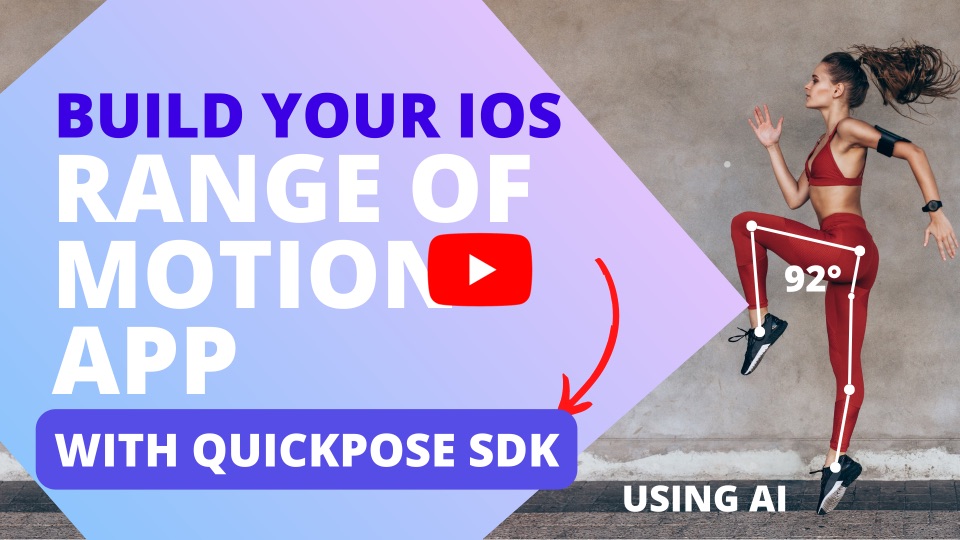 BUILD YOUR IOS
RANGE OF
MOTION
APP
WITH QUICKPOSE SDK
92°
USING AI